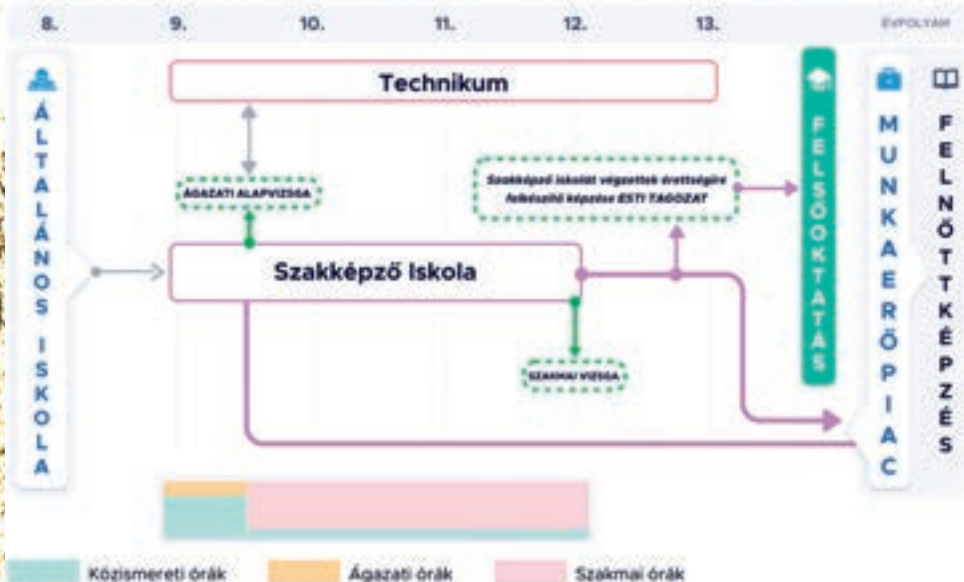 8. 9. 10. 11. 12. 13. ÉVFOLYAM
ÁLTALÁNOS ISKOLA
Technikum
ÁGAZATI ALAPVIZSGA
Szakképző iskolát végzettek érettségire
felkészítő képzése ESTI TAGOZAT
Szakképző Iskola
SZAKMAI VIZSGA
FELSŐOKTATÁS
MUNKAERŐPIAC
FELNŐTTKÉPZÉS
Közismereti órák Ágazati órák Szakmai órák